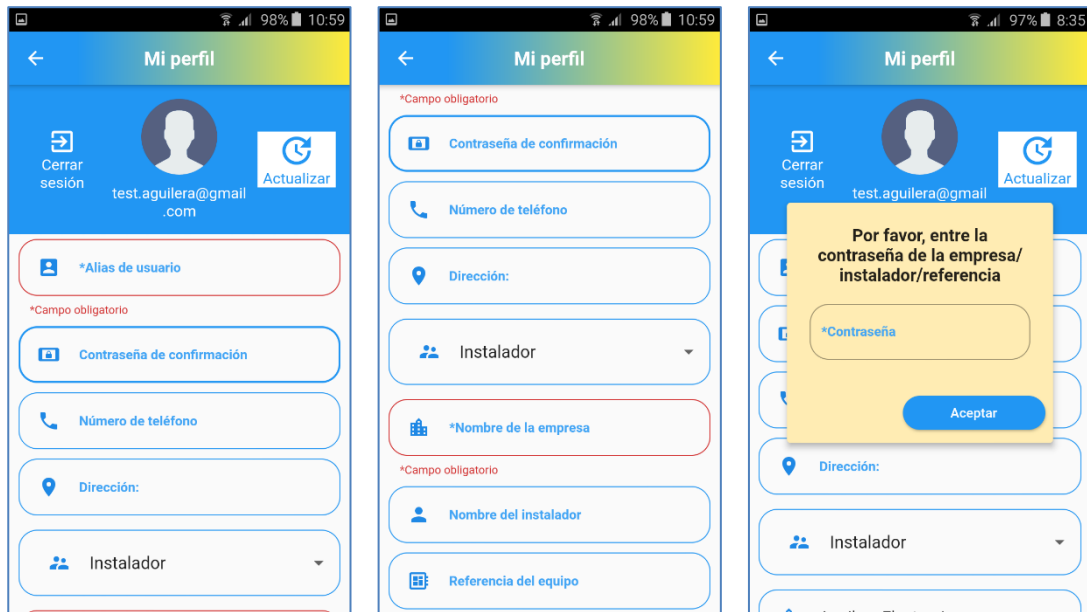 98% 10:59
Mi perfil
Cerrar
sesión
test.aguilera@gmail
.com
Actualizar
*Alias de usuario
*Campo obligatorio
Contraseña de confirmación
Número de teléfono
Dirección:
Instalador
98% 10:59
Mi perfil
*Campo obligatorio
Contraseña de confirmación
Número de teléfono
Dirección:
Instalador
*Nombre de la empresa
*Campo obligatorio
Nombre del instalador
Referencia del equipo
97% 8:35
Mi perfil
Cerrar
sesión
test.aguilera@gmail
Actualizar
Por favor, entre la
contraseña de la empresa/
instalador/referencia
*Contraseña
Aceptar
Dirección:
Instalador